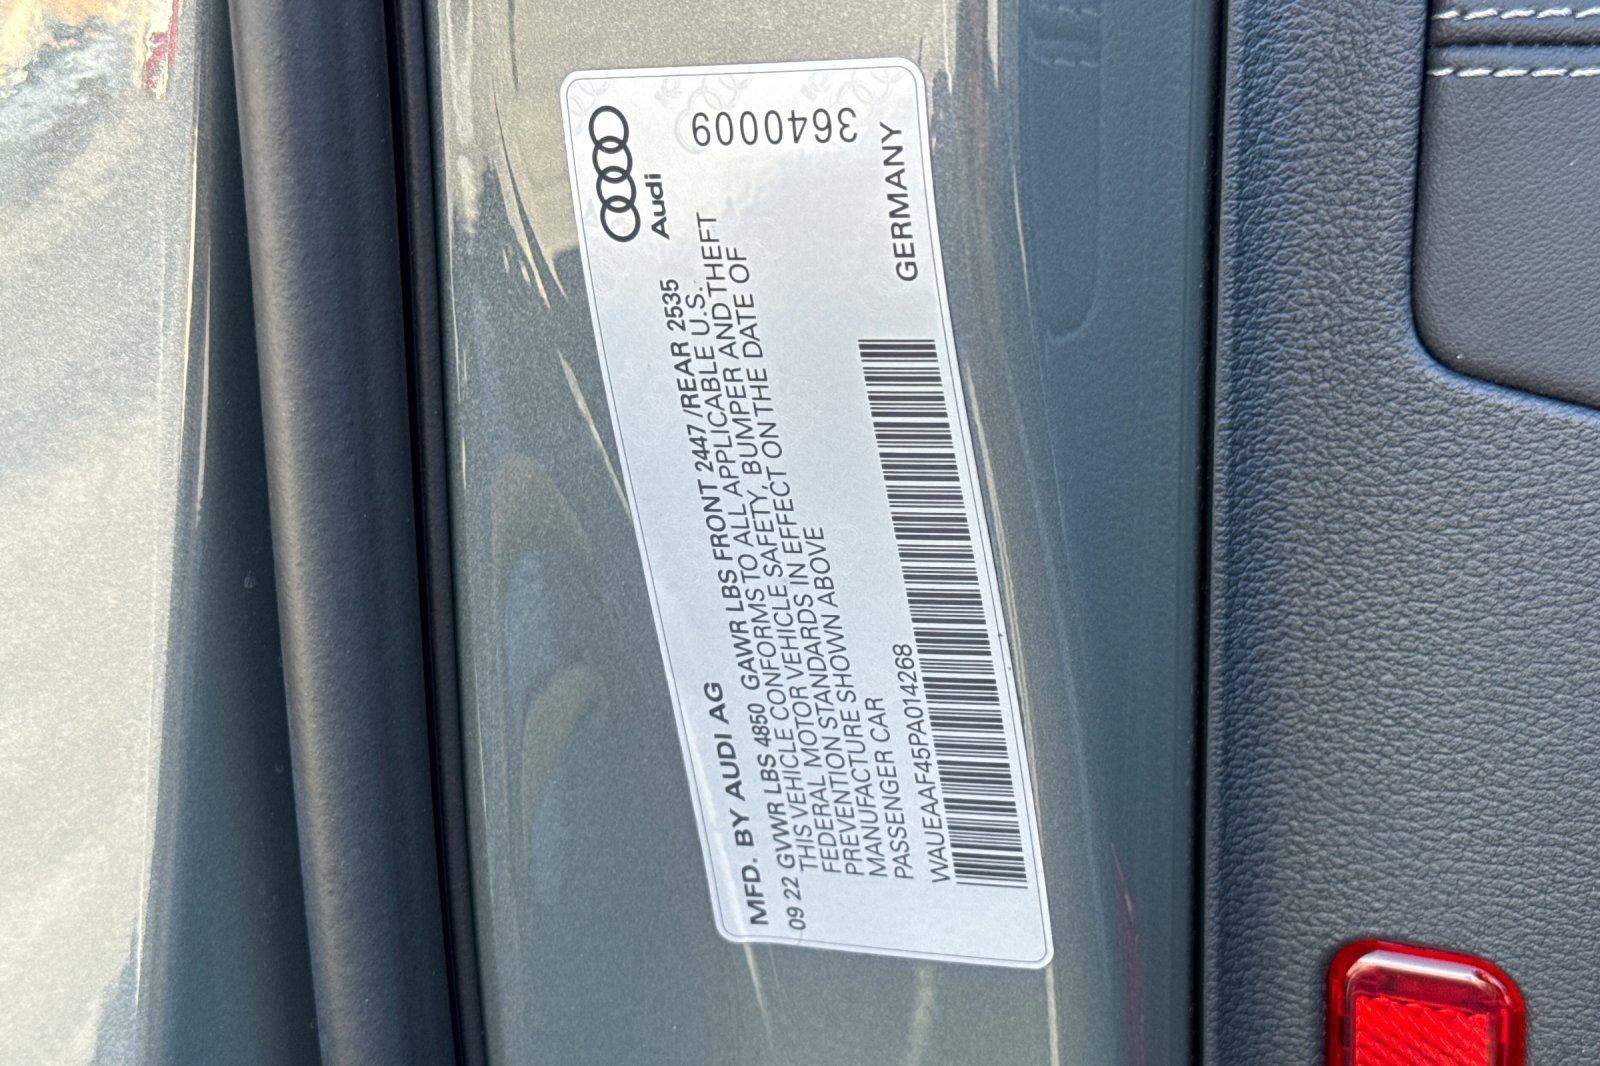 Audi
3640009
MFD. BY AUDI AG
09 22 GVWR LBS 4850 GAWR LBS FRONT 2447 /REAR 2535
THIS VEHICLE CONFORMS TO ALL APPLICABLE U.S.
FEDERAL MOTOR VEHICLE SAFETY, BUMPER AND THEFT
PREVENTION STANDARDS IN EFFECT ON THE DATE OF
MANUFACTURE SHOWN ABOVE
PASSENGER CAR
WAUEAAF45PA014268
GERMANY